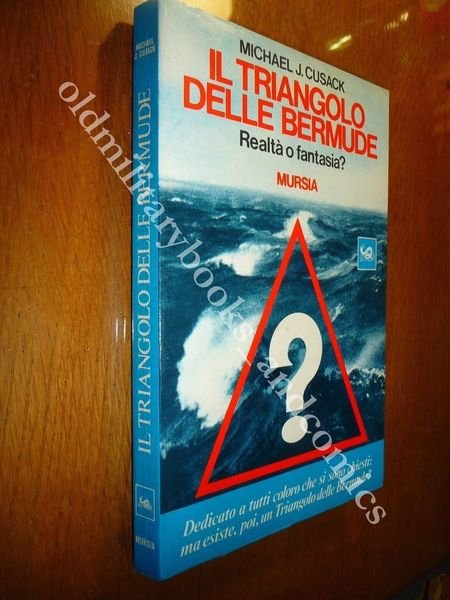 MICHAEL
J. CUSACK
IL TRIANGOLO DELLE BERMUDE
MURSIA
MICHAEL J. CUSACK
IL TRIANGOLO
DELLE BERMUDE
Realtà o fantasia?
MURSIA
?
Dedicato a tutti coloro che si sono chiesti:
ma esiste, poi, un Triangolo delle Bermude?
oldmilitarybooks_andcomics